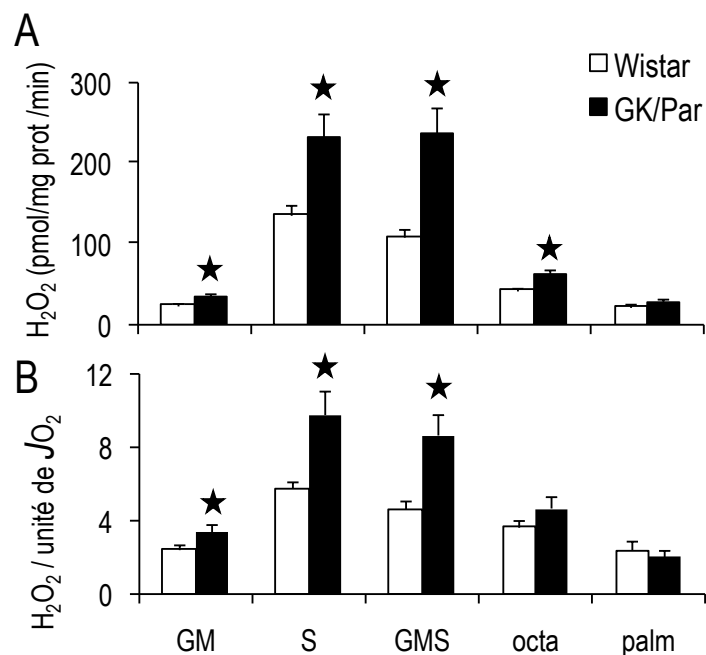 A
H₂O₂ (pmol/mg prot /min)
300
200
100
0
Wistar
GK/Par
B
H₂O₂ / unité de JO₂
12
8
4
0
GM S GMS octa palm